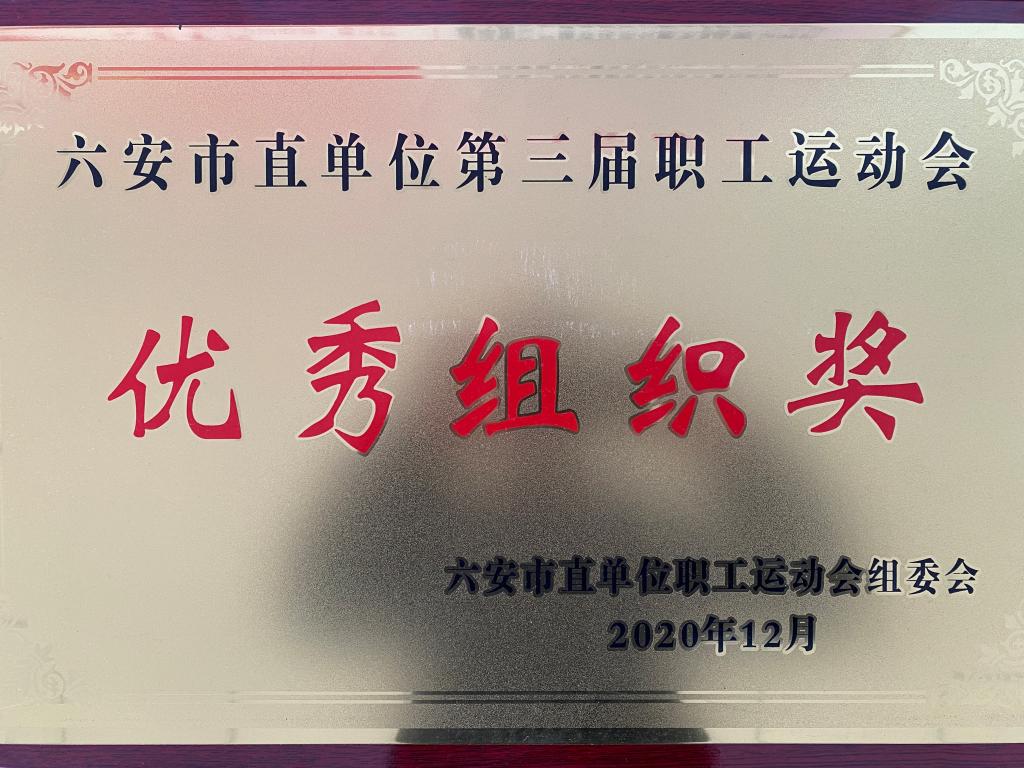 六安市直单位第三届职工运动会
优秀组织奖
六安市直单位职工运动会组委会
2020年12月